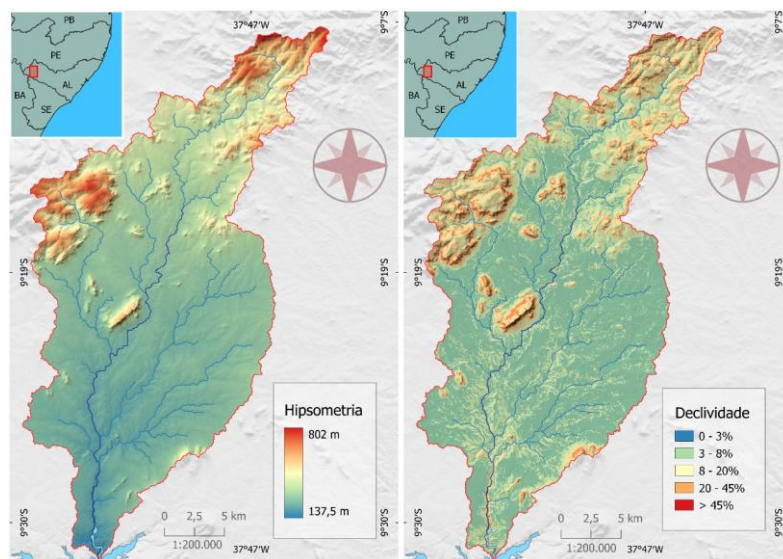 37°47'W
9°7'S
PB
PE
AL
BA
SE
9°19'S
Hipsometria
802 m
137,5 m
0 2,5 5 km
1:200.000
9°30'S
37°47'W
37°47'W
9°7'S
PB
PE
AL
BA
SE
9°19'S
Declividade
0 - 3%
3 - 8%
8 - 20%
20 - 45%
> 45%
0 2,5 5 km
1:200.000
9°30'S
37°47'W